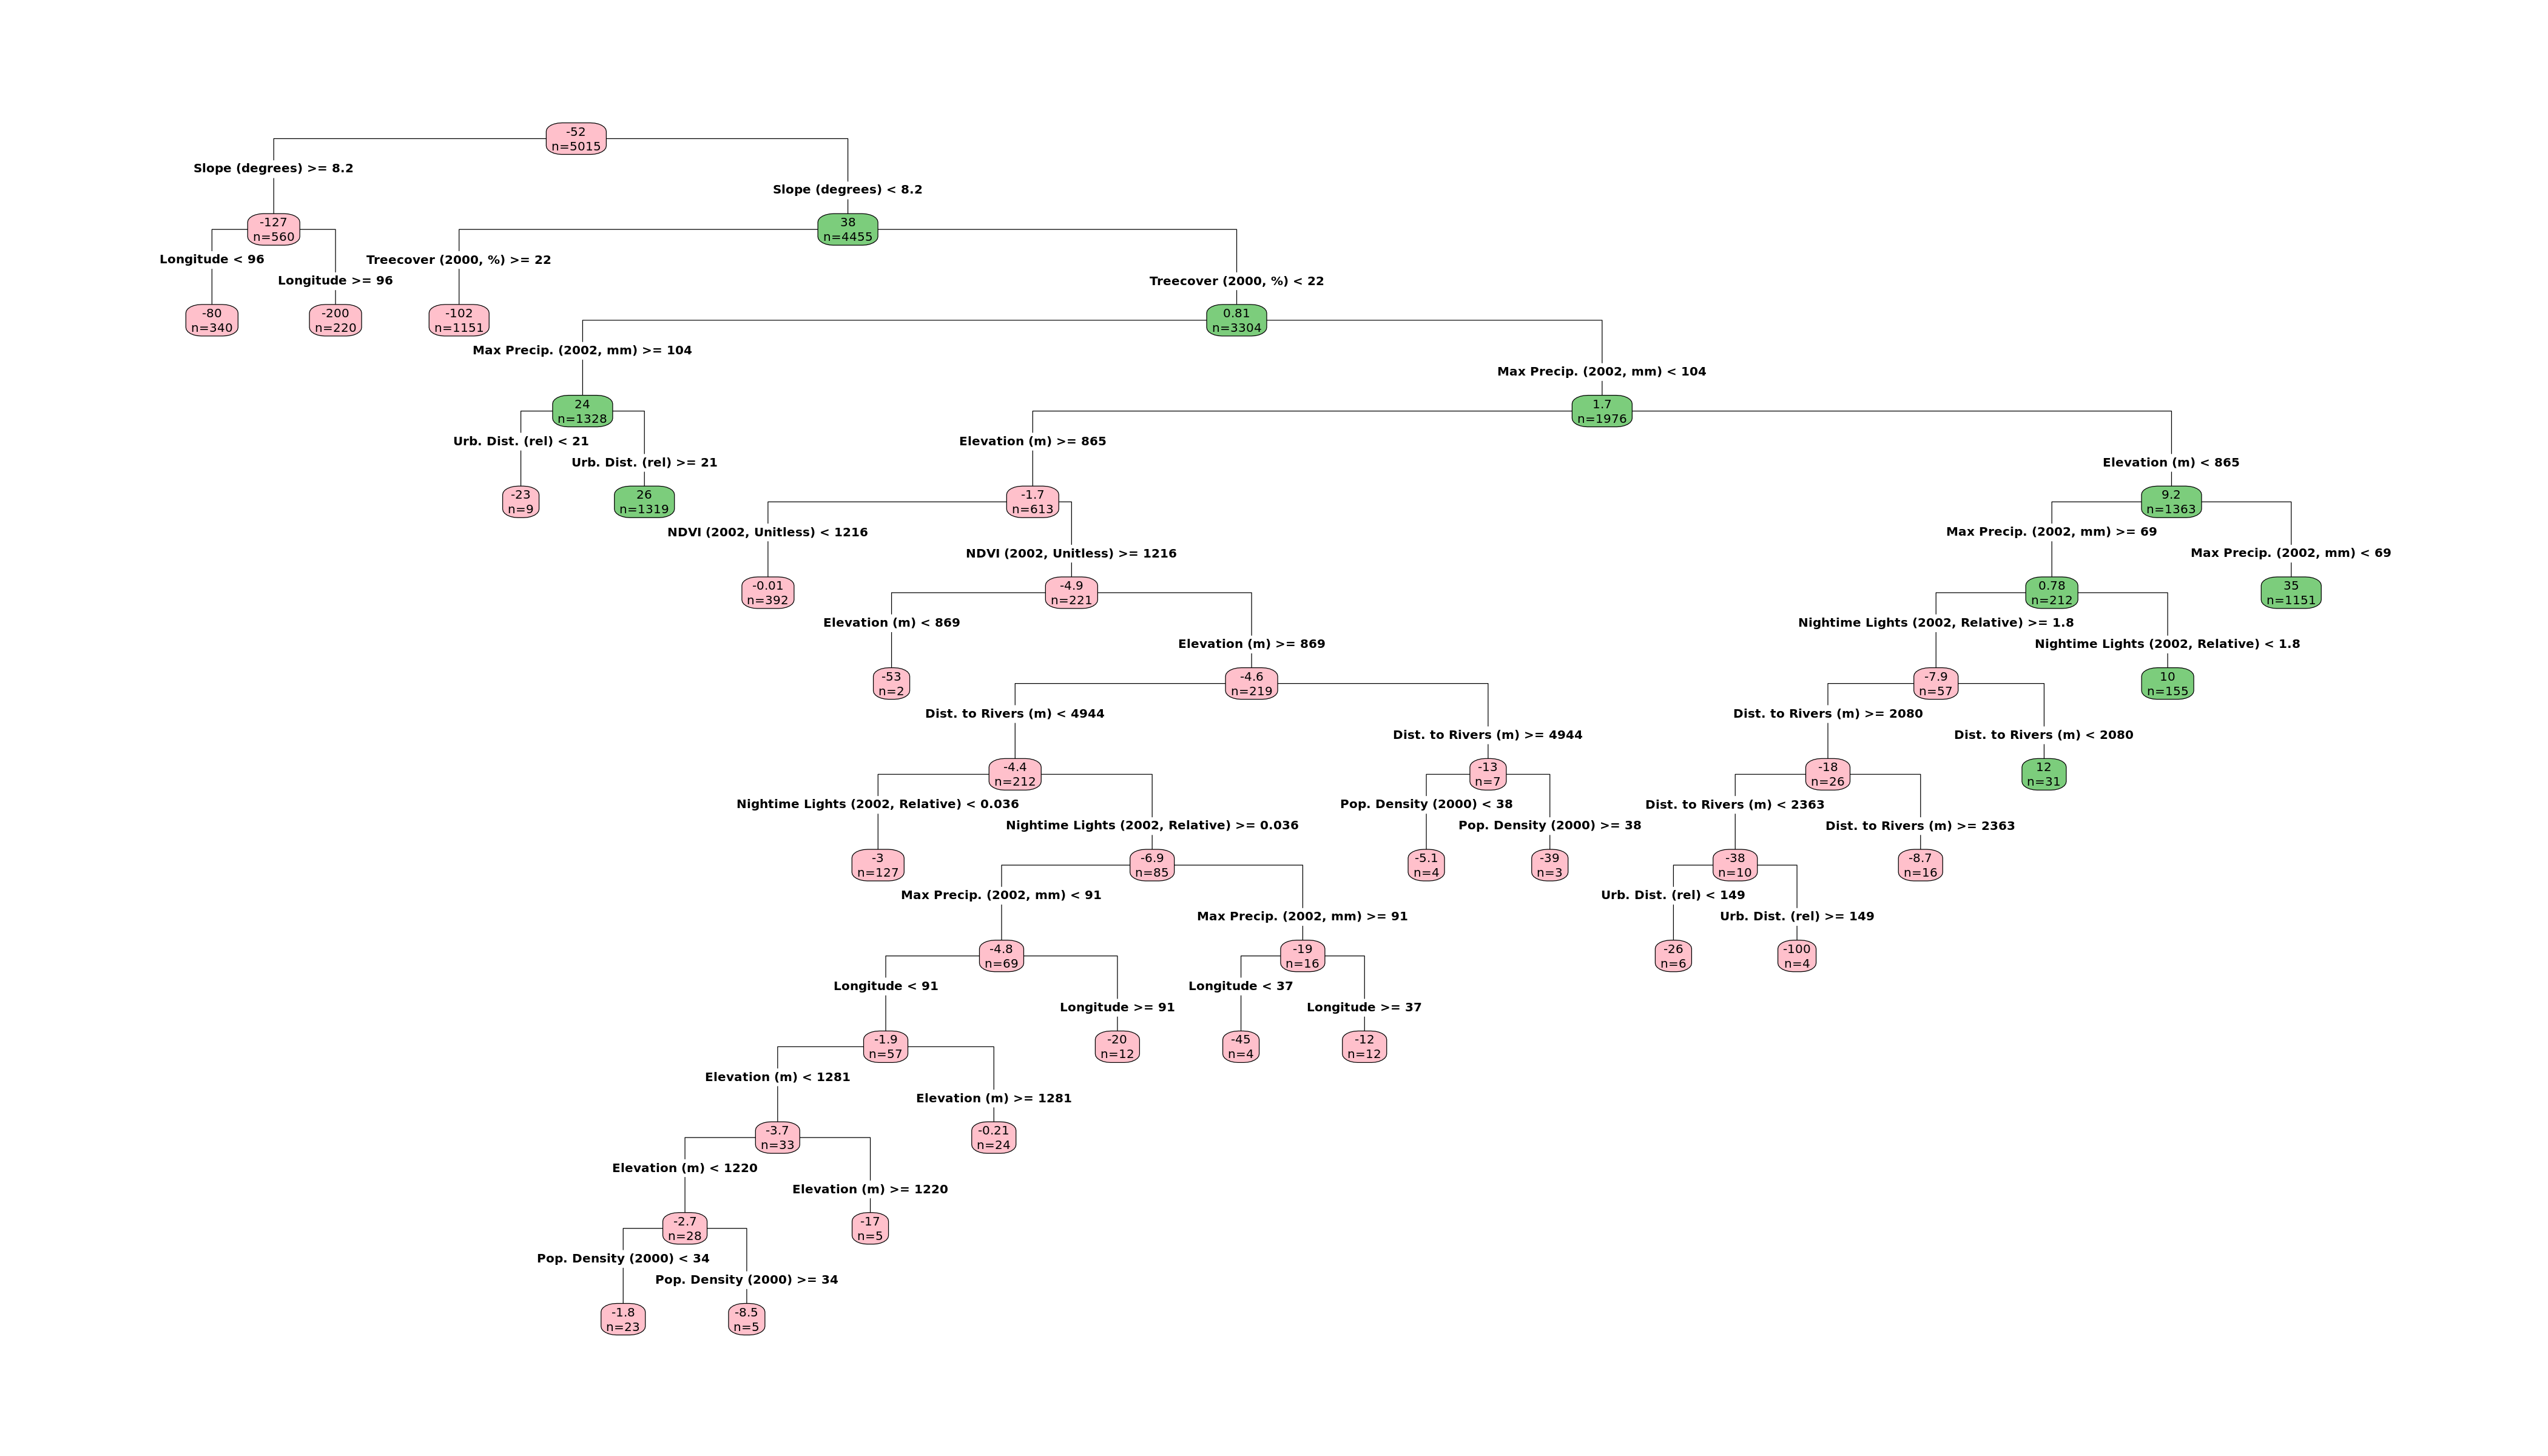 -52
n=5015
Slope (degrees) >= 8.2
Slope (degrees) < 8.2
-127
n=560
38
n=4455
Longitude < 96
Treecover (2000, %) >= 22
Longitude >= 96
Treecover (2000, %) < 22
-80
n=340
-200
n=220
-102
n=1151
0.81
n=3304
Max Precip. (2002, mm) >= 104
Max Precip. (2002, mm) < 104
24
n=1328
1.7
n=1976
Urb. Dist. (rel) < 21
Elevation (m) >= 865
Urb. Dist. (rel) >= 21
Elevation (m) < 865
-23
n=9
26
n=1319
-1.7
n=613
9.2
n=1363
NDVI (2002, Unitless) < 1216
Max Precip. (2002, mm) >= 69
NDVI (2002, Unitless) >= 1216
Max Precip. (2002, mm) < 69
-0.01
n=392
-4.9
n=221
0.78
n=212
35
n=1151
Elevation (m) < 869
Nightime Lights (2002, Relative) >= 1.8
Elevation (m) >= 869
Nightime Lights (2002, Relative) < 1.8
-53
n=2
-4.6
n=219
-7.9
n=57
10
n=155
Dist. to Rivers (m) < 4944
Dist. to Rivers (m) >= 2080
Dist. to Rivers (m) >= 4944
Dist. to Rivers (m) < 2080
-4.4
n=212
-13
n=7
-18
n=26
12
n=31
Nightime Lights (2002, Relative) < 0.036
Pop. Density (2000) < 38
Dist. to Rivers (m) < 2363
Nightime Lights (2002, Relative) >= 0.036
Pop. Density (2000) >= 38
Dist. to Rivers (m) >= 2363
-3
n=127
-6.9
n=85
-5.1
n=4
-39
n=3
-38
n=10
-8.7
n=16
Max Precip. (2002, mm) < 91
Urb. Dist. (rel) < 149
Max Precip. (2002, mm) >= 91
Urb. Dist. (rel) >= 149
-4.8
n=69
-19
n=16
-26
n=6
-100
n=4
Longitude < 91
Longitude < 37
Longitude >= 91
Longitude >= 37
-1.9
n=57
-20
n=12
-45
n=4
-12
n=12
Elevation (m) < 1281
Elevation (m) >= 1281
-3.7
n=33
-0.21
n=24
Elevation (m) < 1220
Elevation (m) >= 1220
-2.7
n=28
-17
n=5
Pop. Density (2000) < 34
Pop. Density (2000) >= 34
-1.8
n=23
-8.5
n=5